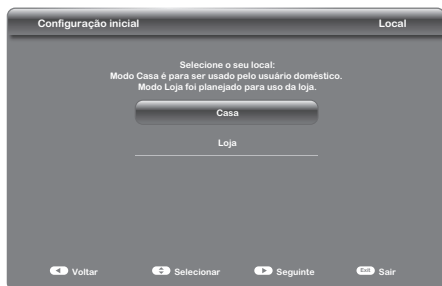 Configuração inicial Local
Selecione o seu local:
Modo Casa é para ser usado pelo usuário doméstico.
Modo Loja foi planejado para uso da loja.
Casa
Loja
Voltar Selecionar Seguinte Exit Sair